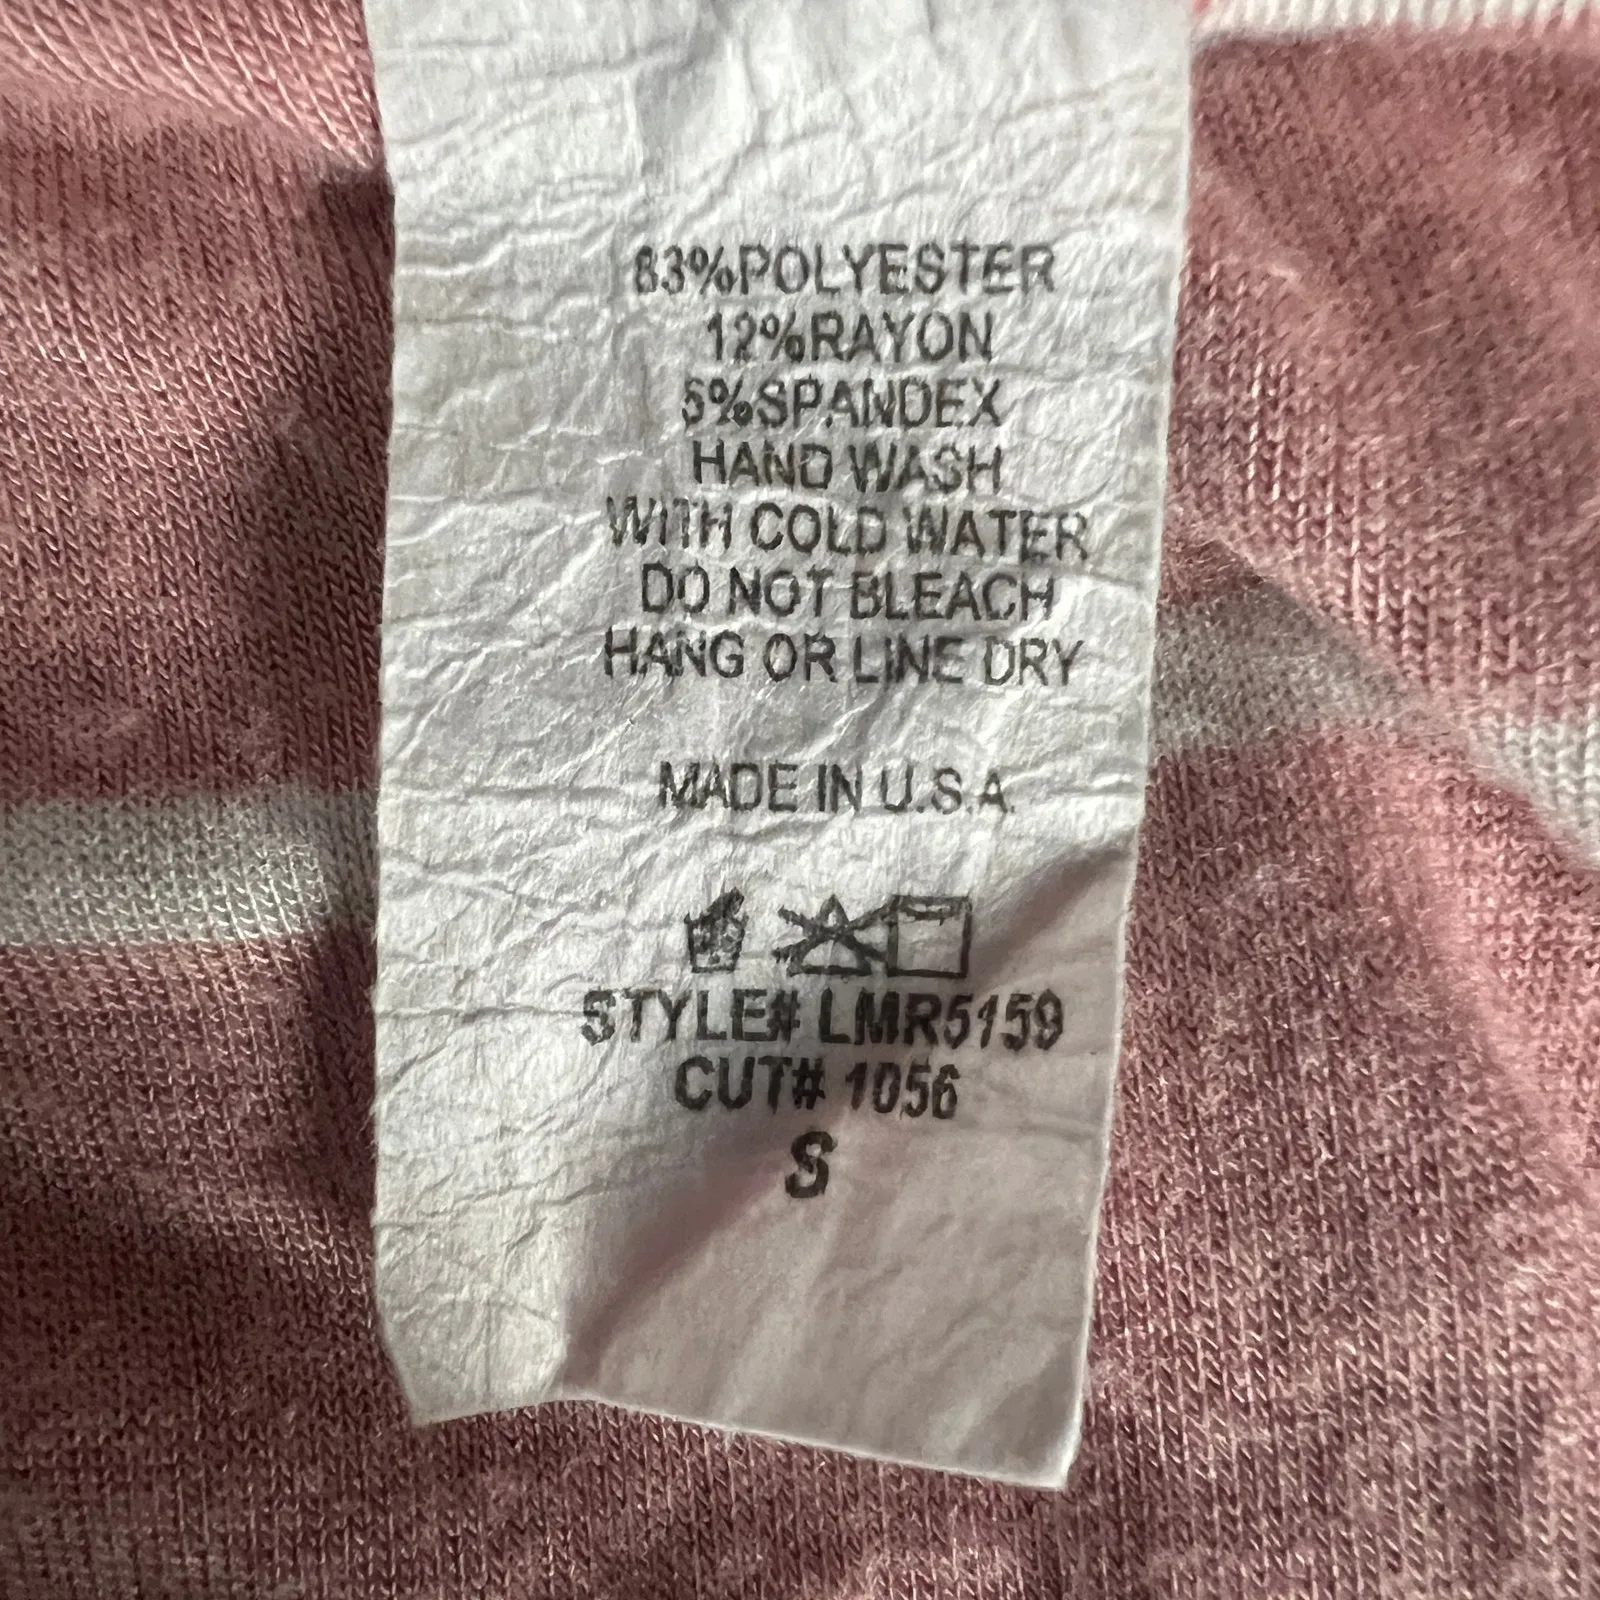 83%POLYESTER
12%RAYON
5%SPANDEX
HAND WASH
WITH COLD WATER
DO NOT BLEACH
HANG OR LINE DRY
MADE IN U.S.A.
STYLE# LMR5159
CUT# 1056
S